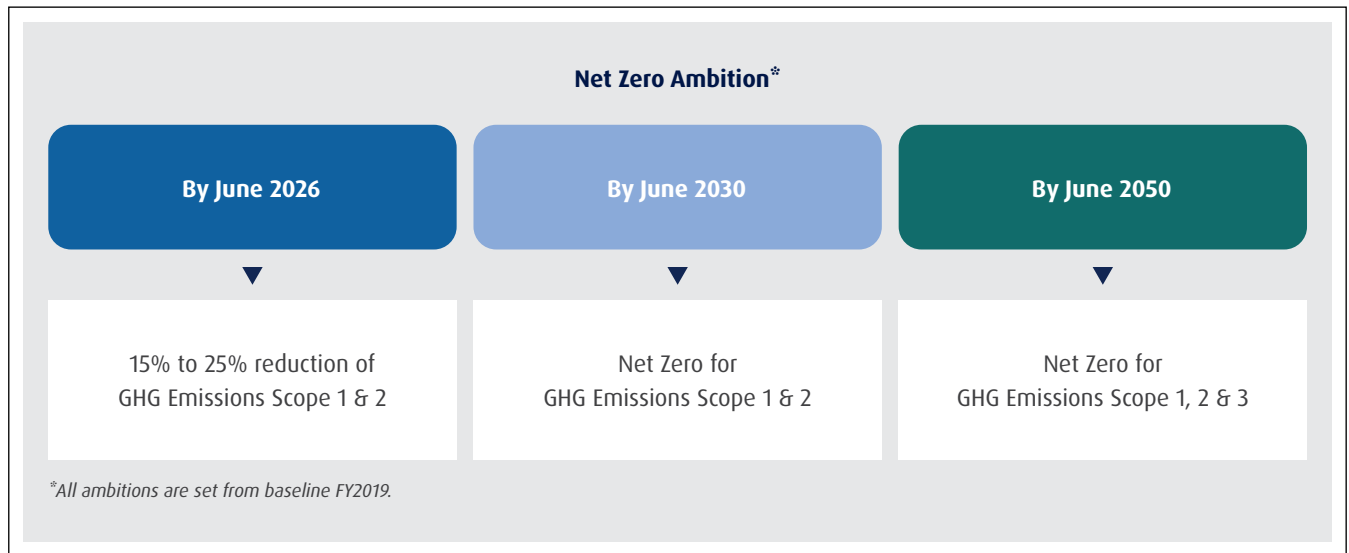 Net Zero Ambition*
By June 2026
By June 2030
By June 2050
15% to 25% reduction of
GHG Emissions Scope 1 & 2
Net Zero for
GHG Emissions Scope 1 & 2
Net Zero for
GHG Emissions Scope 1, 2 & 3
*All ambitions are set from baseline FY2019.